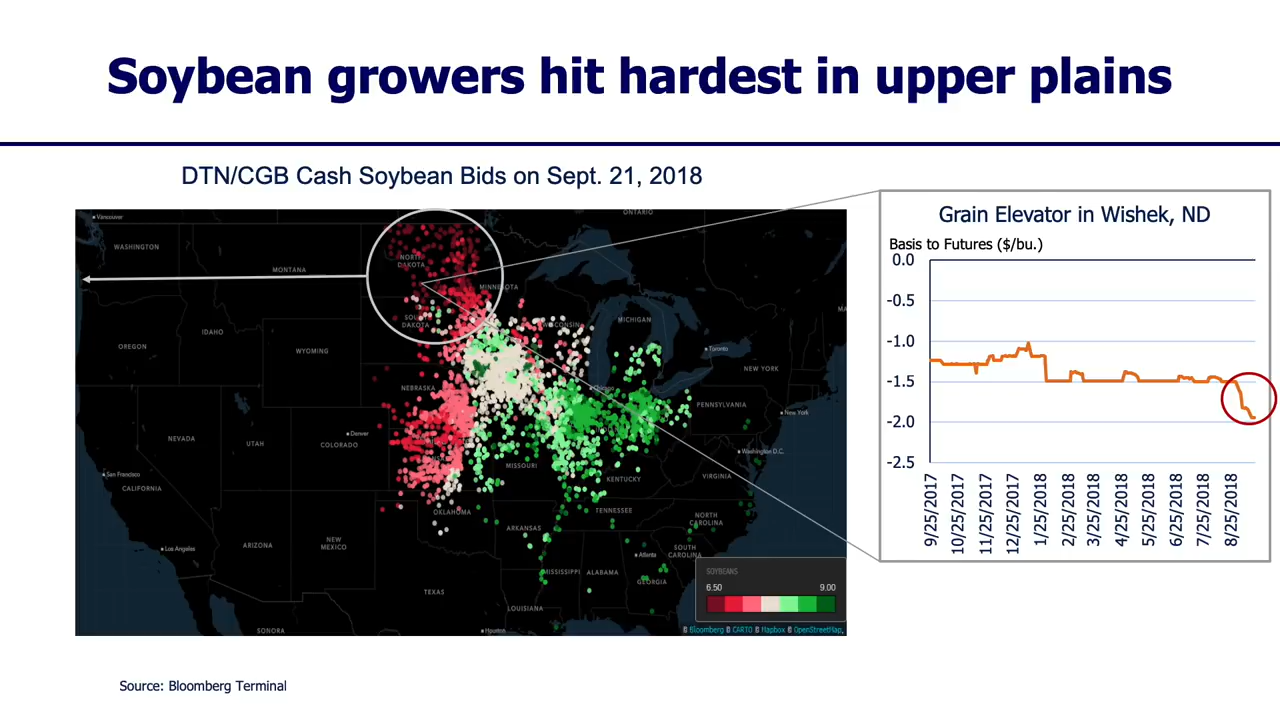 Soybean growers hit hardest in upper plains
DTN/CGB Cash Soybean Bids on Sept. 21, 2018
Vancouver
ONTARIO
WASHINGTON
NORTH
DAKOTA
MONTANA
MINNESOTA
SOUTH
DAKOTA
WISCONSIN
MICHIGAN
IDAHO
OREGON
Toronto
WYOMING
NEW YORK
NEBRASKA
Chicago
PENNSYLVANIA
New York
NEVADA
UTAH
Denver
COLORADO
Washington D.C.
San Francisco
CALIFORNIA
MISSOURI
KENTUCKY
VIRGINIA
OKLAHOMA
TENNESSEE
NORTH
CAROLINA
ARKANSAS
Los Angeles
ARIZONA
NEW
MEXICO
Atlanta
SOUTH
CAROLINA
MISSISSIPPI
ALABAMA
GEORGIA
TEXAS
LOUISIANA
SONORA
Houston
SOYBEANS
6.50 9.00
© Bloomberg © CARTO © Mapbox © OpenStreetMap,
Grain Elevator in Wishek, ND
Basis to Futures ($/bu.)
0.0
-0.5
-1.0
-1.5
-2.0
-2.5
9/25/2017
10/25/2017
11/25/2017
12/25/2017
1/25/2018
2/25/2018
3/25/2018
4/25/2018
5/25/2018
6/25/2018
7/25/2018
8/25/2018
Source: Bloomberg Terminal